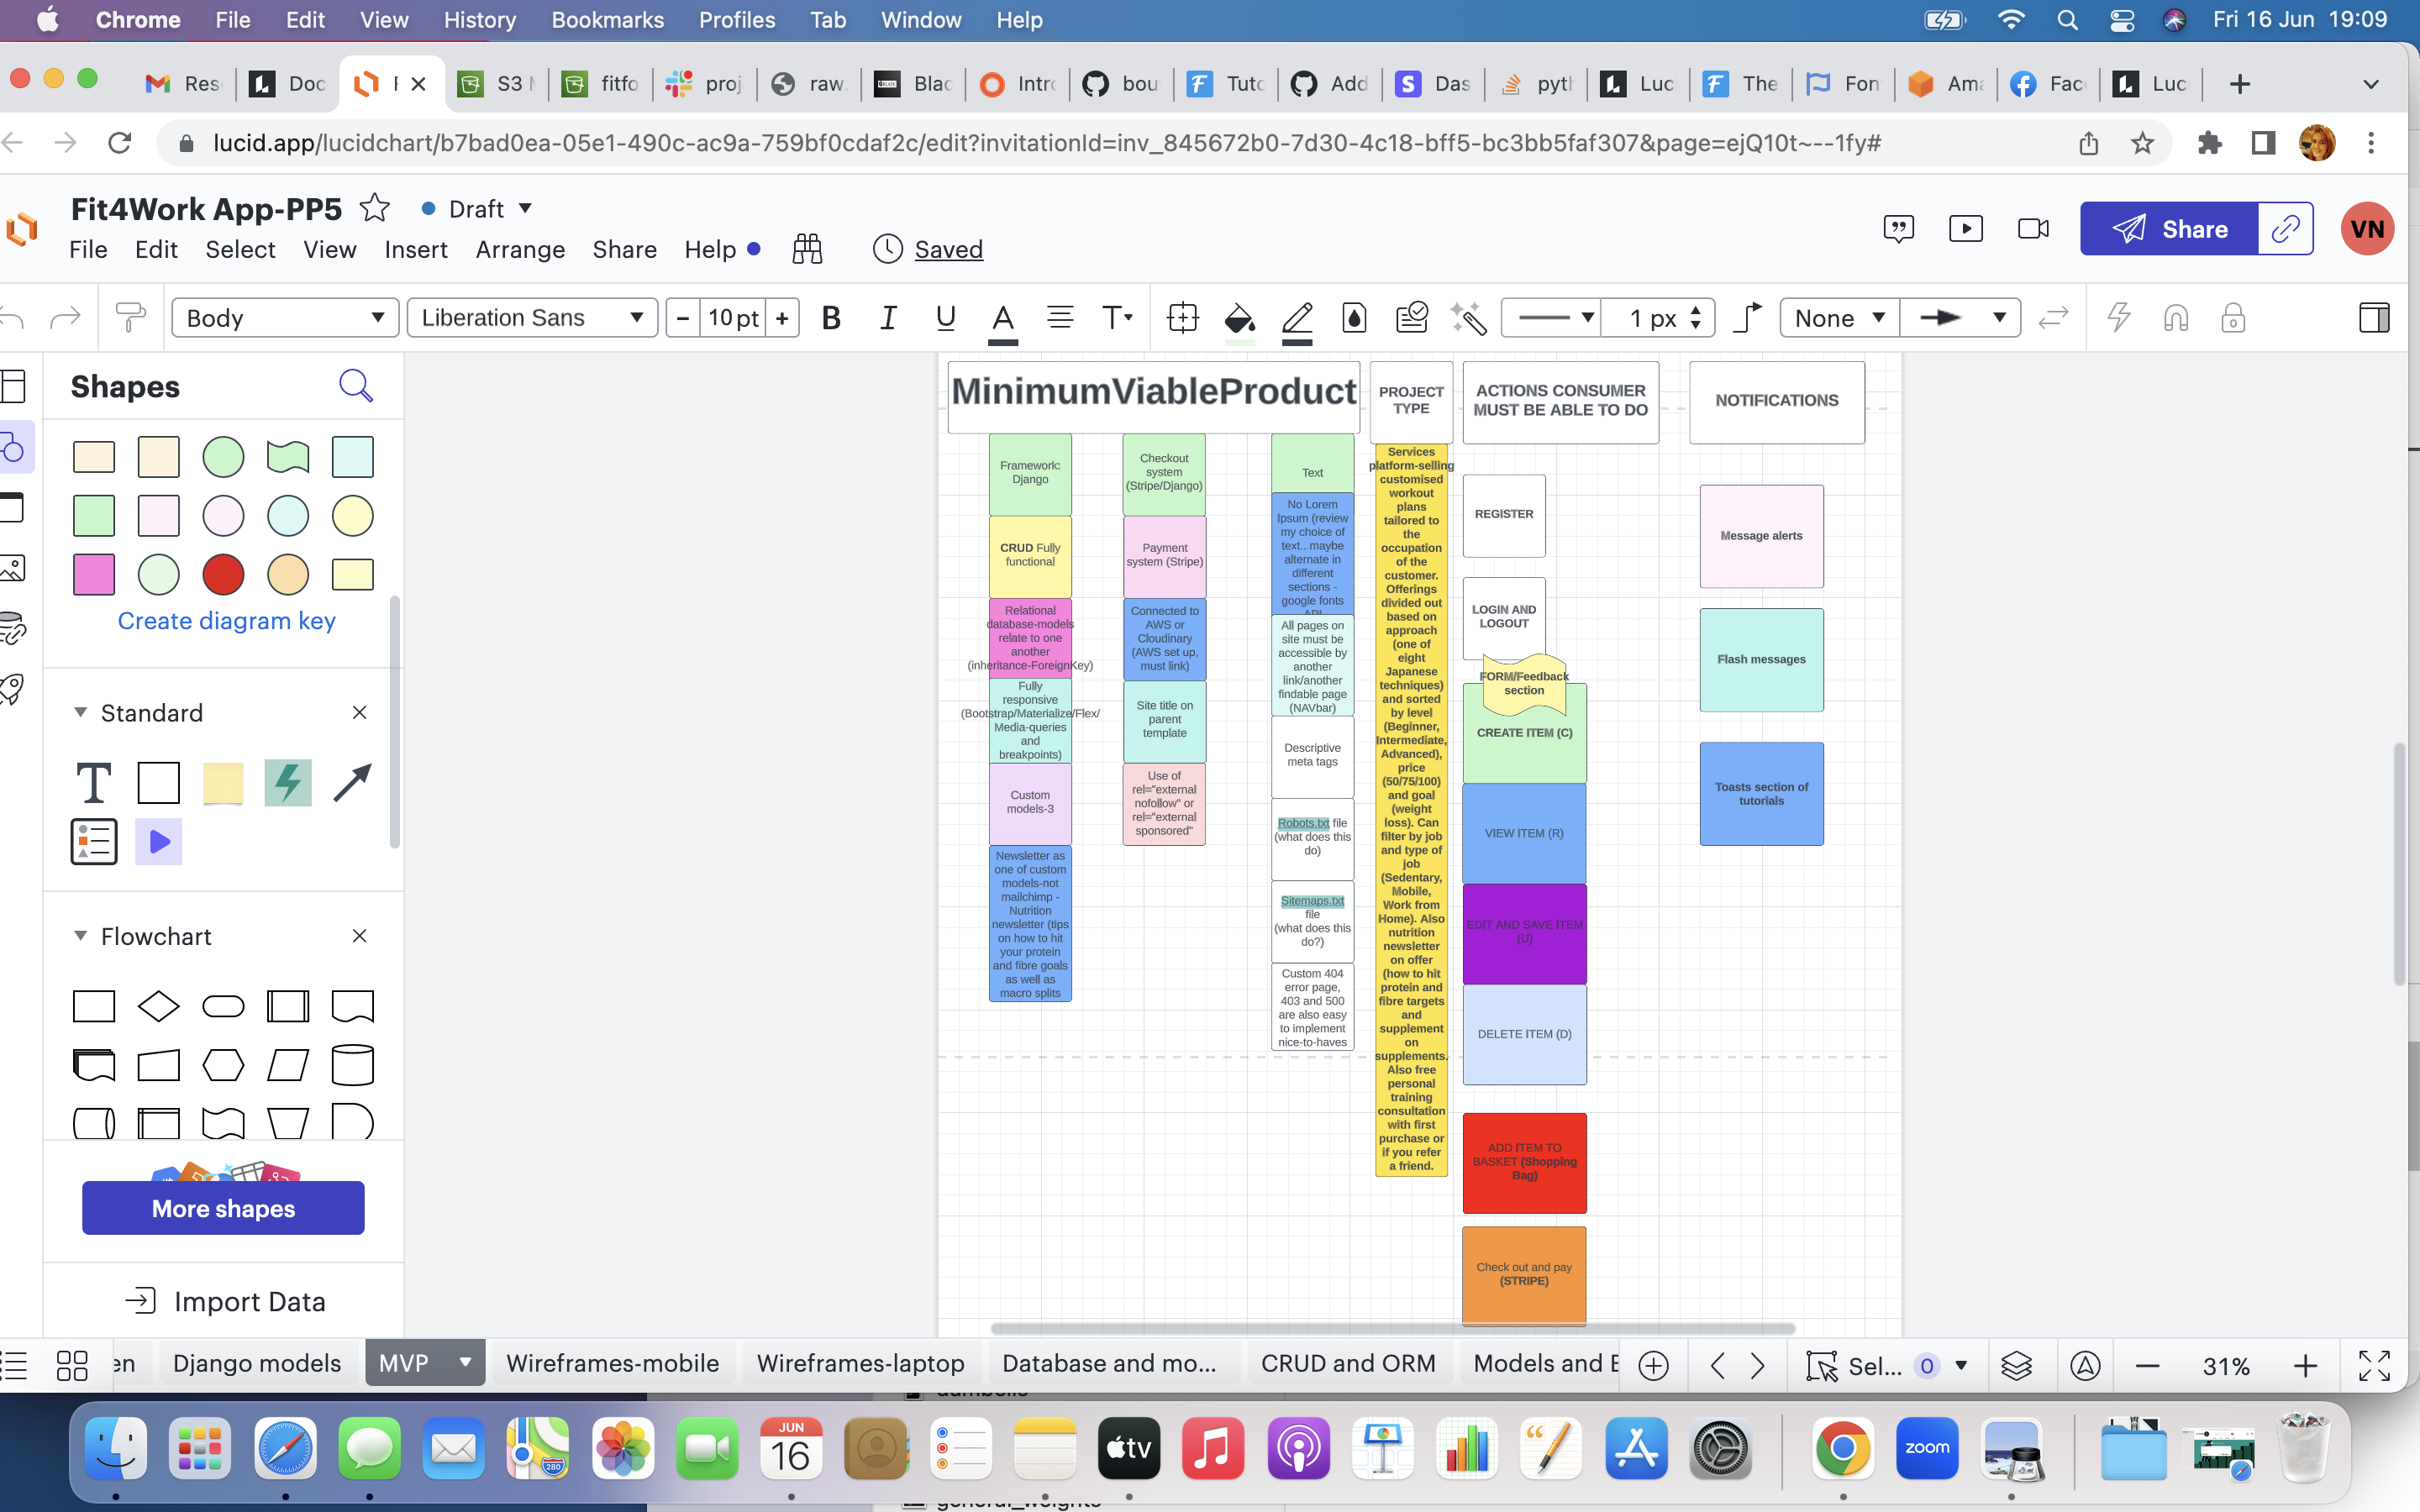 Chrome File Edit View History Bookmarks Profiles Tab Window Help Fri 16 Jun 19:09
Res Doc S3 fitfo proj raw. Blac Intro bou Tuto Add Das pyth Luc The Fon Ama Fac Luc
lucid.app/lucidchart/b7bad0ea-05e1-490c-ac9a-759bf0cdaf2c/edit?invitationId=inv_845672b0-7d30-4c18-bff5-bc3bb5faf307&page=ejQ10t~--1fy#
Fit4Work App-PP5 Draft
File Edit Select View Insert Arrange Share Help Saved
Share VN
Body Liberation Sans 10 pt B I U A T 1 px None
Shapes
Create diagram key
Standard
T
Flowchart
More shapes
Import Data
MinimumViableProduct
Framework:
Django
CRUD Fully
functional
Relational
database-models
relate to one
another
(inheritance-ForeignKey)
Fully
responsive
(Bootstrap/Materialize/Flex/
Media-queries
and
breakpoints)
Custom
models-3
Newsletter as
one of custom
models-not
mailchimp -
Nutrition
newsletter (tips
on how to hit
your protein
and fibre goals
as well as
macro splits
Checkout
system
(Stripe/Django)
Payment
system (Stripe)
Connected to
AWS or
Cloudinary
(AWS set up,
must link)
Site title on
parent
template
Use of
rel="external
nofollow" or
rel="external
sponsored"
Text
No Lorem
Ipsum (review
my choice of
text...maybe
alternate in
different
sections -
google fonts
API
All pages on
site must be
accessible by
another
link/another
findable page
(NAVbar)
Descriptive
meta tags
Robots.txt file
(what does this
do)
Sitemaps.txt
file
(what does this
do?)
Custom 404
error page,
403 and 500
are also easy
to implement
nice-to-haves
PROJECT
TYPE
Services
platform-selling
customised
workout
plans
tailored to
the
occupation
of the
customer.
Offerings
divided out
based on
approach
(one of
eight
Japanese
techniques)
and sorted
by level
(Beginner,
Intermediate,
Advanced),
price
(50/75/100)
and goal
(weight
loss). Can
filter by job
and type of
job
(Sedentary,
Mobile,
Work from
Home). Also
nutrition
newsletter
on offer
(how to hit
protein and
fibre targets
and
supplement
on
supplements.
Also free
personal
training
consultation
with first
purchase or
if you refer
a friend.
ACTIONS CONSUMER
MUST BE ABLE TO DO
REGISTER
LOGIN AND
LOGOUT
FORM/Feedback
section
CREATE ITEM (C)
VIEW ITEM (R)
EDIT AND SAVE ITEM
(U)
DELETE ITEM (D)
ADD ITEM TO
BASKET (Shopping
Bag)
Check out and pay
(STRIPE)
NOTIFICATIONS
Message alerts
Flash messages
Toasts section of
tutorials
en Django models MVP Wireframes-mobile Wireframes-laptop Database and mo... CRUD and ORM Models and E Sel... 0 31%
JUN
16
280
tv
zoom
general_weights